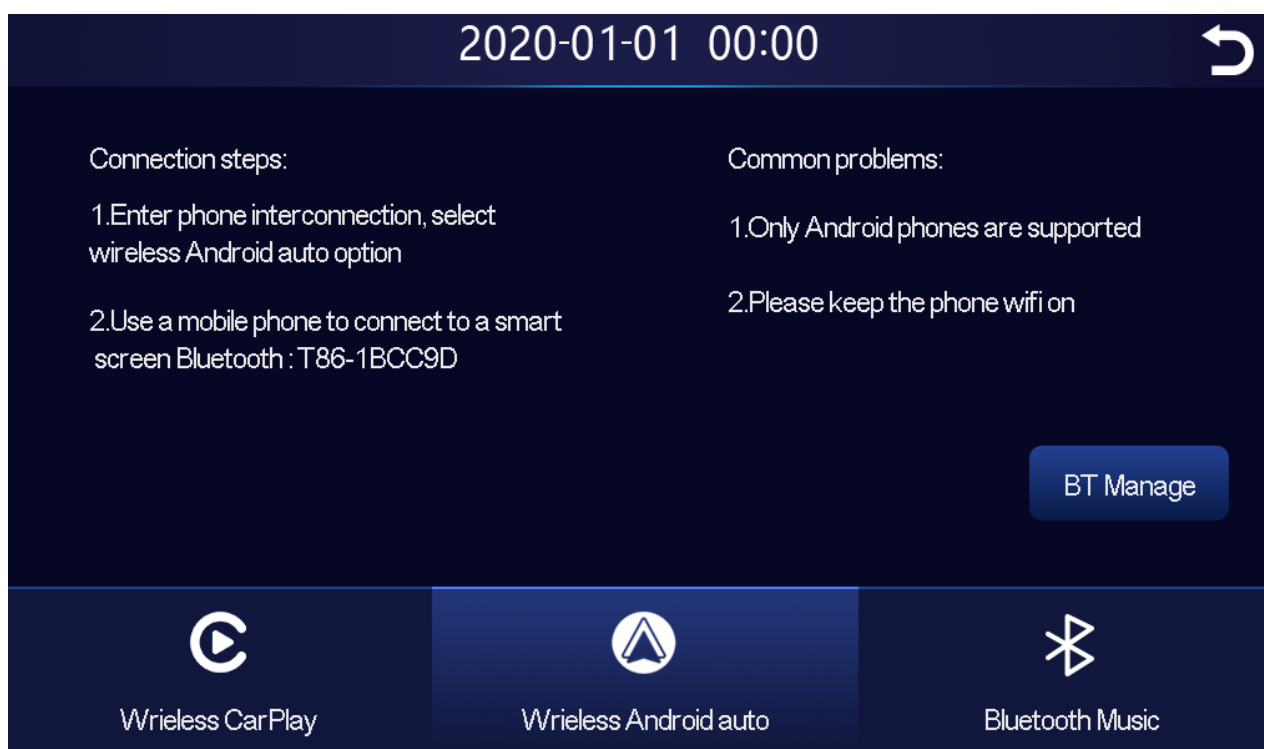 2020-01-01 00:00
Connection steps:
1.Enter phone interconnection, select
wireless Android auto option
2.Use a mobile phone to connect to a smart
screen Bluetooth : T86-1BCC9D
Common problems:
1.Only Android phones are supported
2.Please keep the phone wifi on
BT Manage
Wrieless CarPlay
Wrieless Android auto
Bluetooth Music